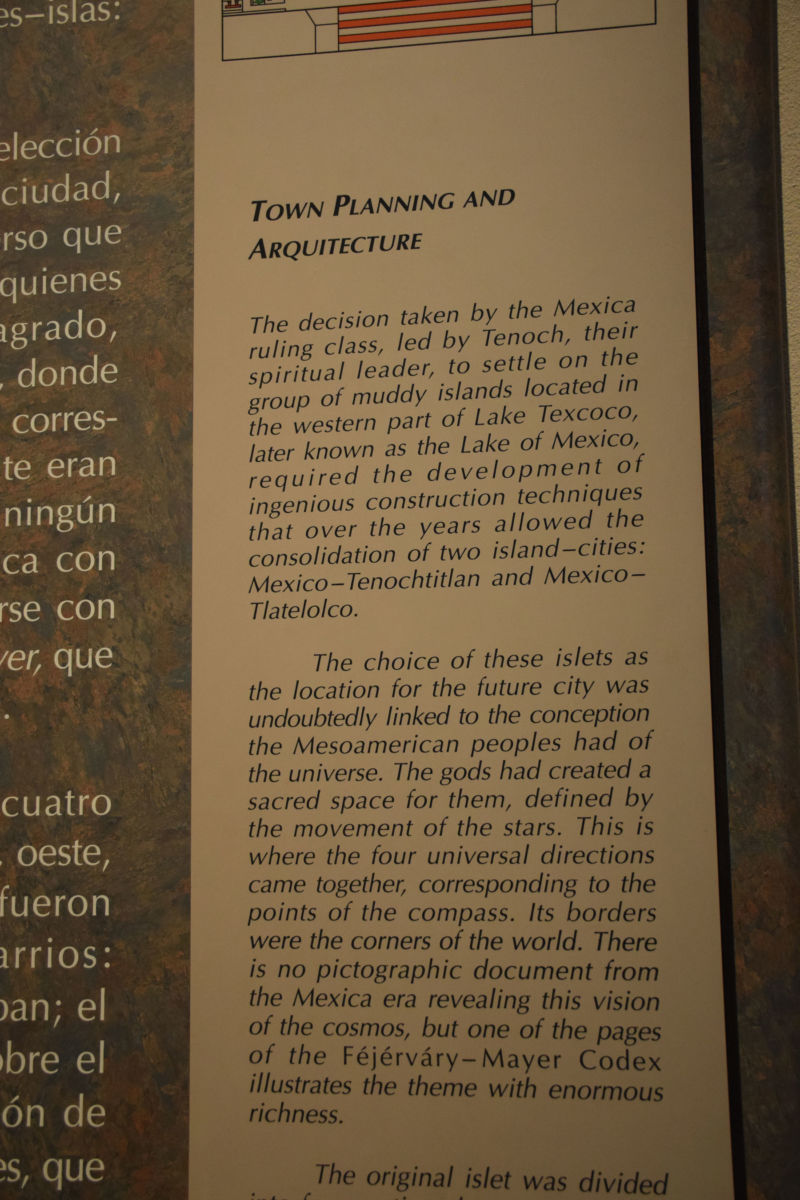 es–islas:
elección
ciudad,
rso que
quienes
agrado,
, donde
corres-
te eran
ningún
ca con
rse con
yer, que
.
cuatro
, oeste,
fueron
arrios:
pan; el
obre el
ón de
es, que
TOWN PLANNING AND
ARQUITECTURE
The decision taken by the Mexica
ruling class, led by Tenoch, their
spiritual leader, to settle on the
group of muddy islands located in
the western part of Lake Texcoco,
later known as the Lake of Mexico,
required the development of
ingenious construction techniques
that over the years allowed the
consolidation of two island–cities:
Mexico–Tenochtitlan and Mexico–
Tlatelolco.
The choice of these islets as
the location for the future city was
undoubtedly linked to the conception
the Mesoamerican peoples had of
the universe. The gods had created a
sacred space for them, defined by
the movement of the stars. This is
where the four universal directions
came together, corresponding to the
points of the compass. Its borders
were the corners of the world. There
is no pictographic document from
the Mexica era revealing this vision
of the cosmos, but one of the pages
of the Féjérváry–Mayer Codex
illustrates the theme with enormous
richness.
The original islet was divided